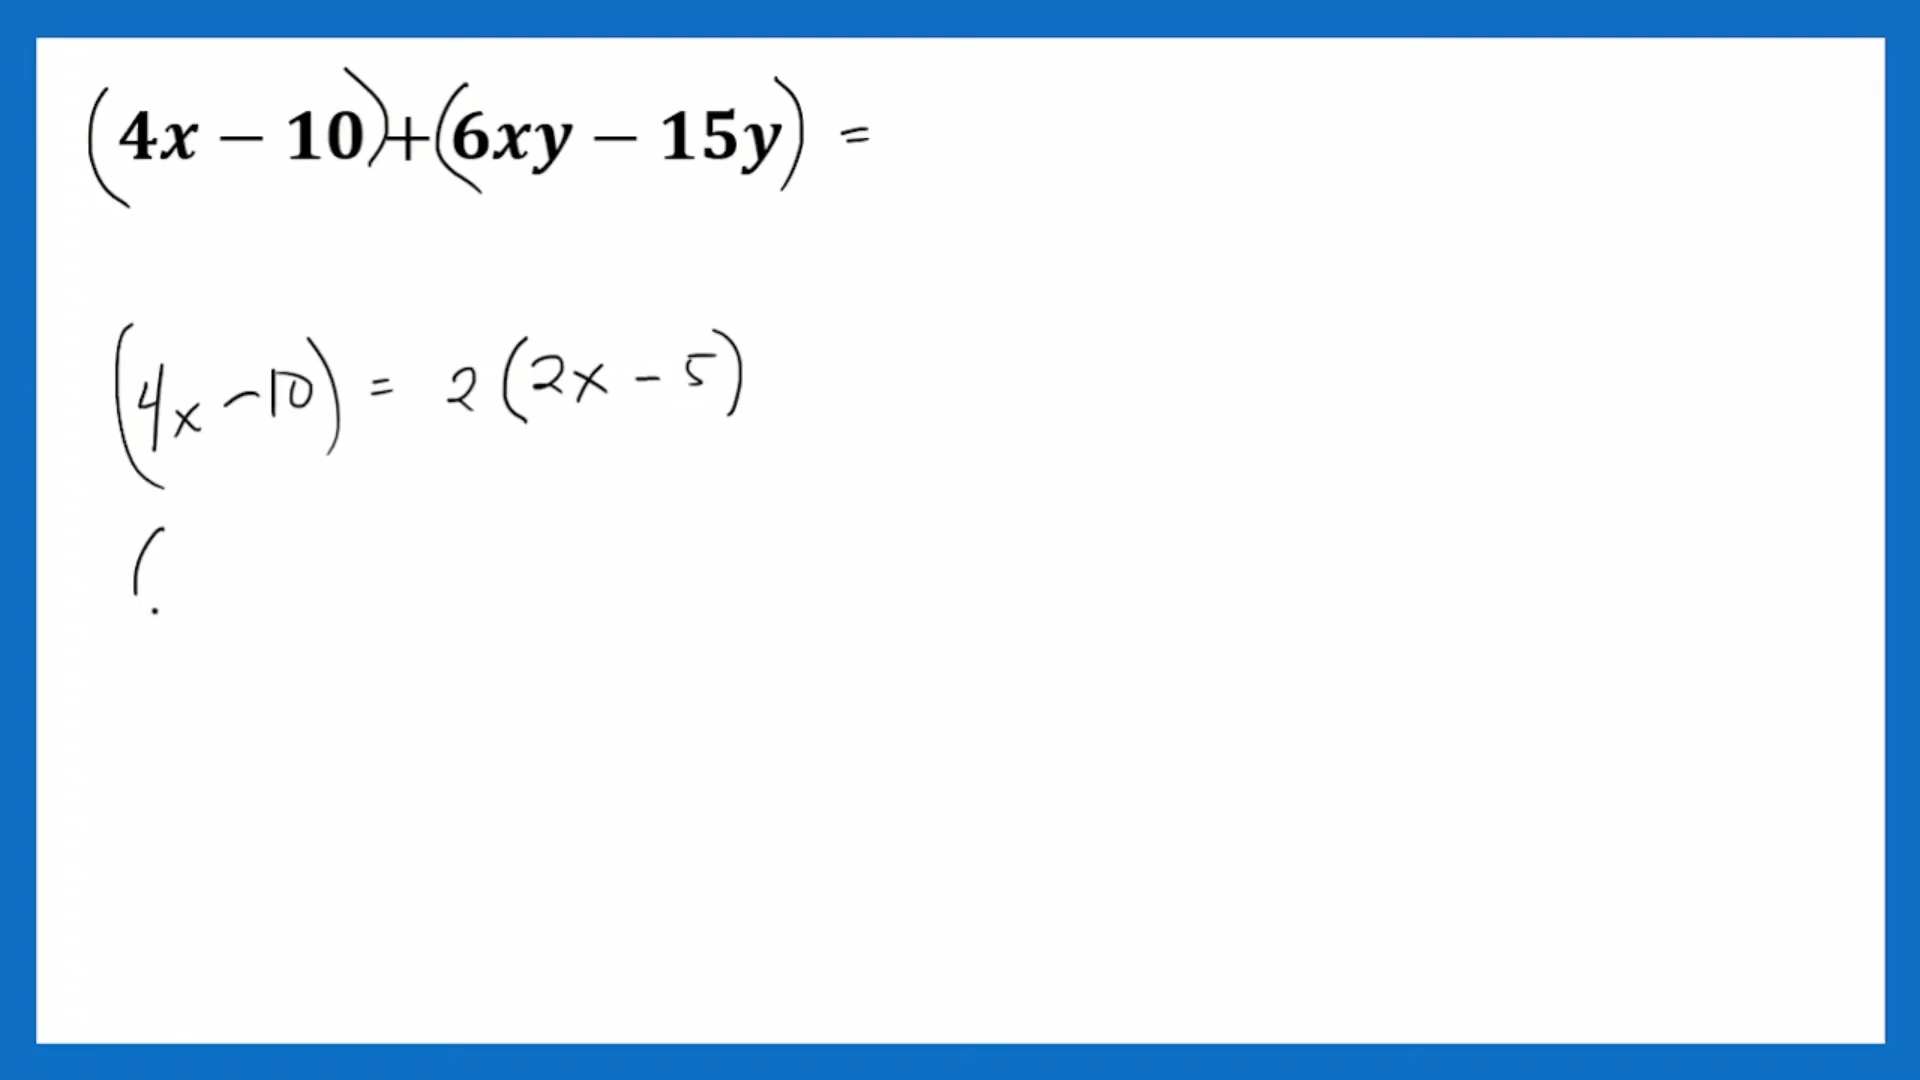 (4x − 10)+(6xy − 15y) =
(4x − 10) = 2 (2x − 5)
(.